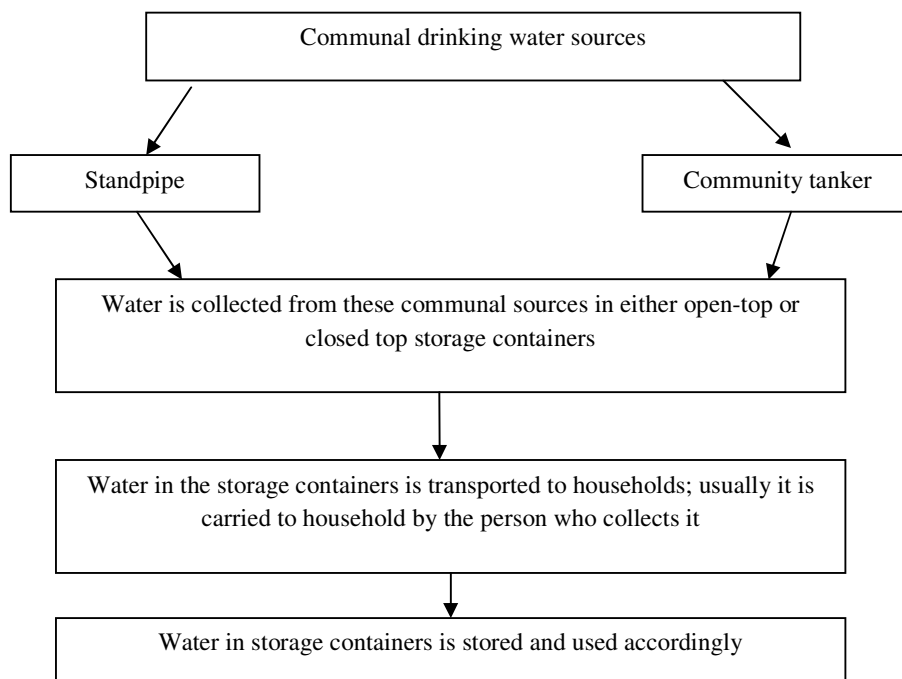 Communal drinking water sources
Standpipe
Community tanker
Water is collected from these communal sources in either open-top or
closed top storage containers
Water in the storage containers is transported to households; usually it is
carried to household by the person who collects it
Water in storage containers is stored and used accordingly